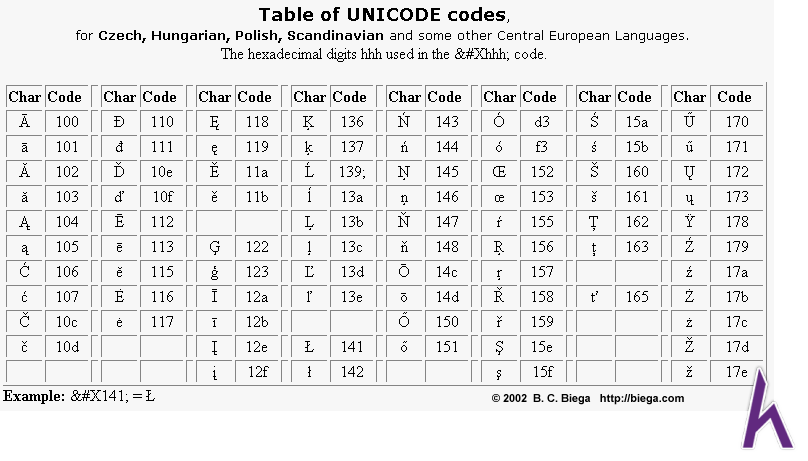 Table of UNICODE codes,
for Czech, Hungarian, Polish, Scandinavian and some other Central European Languages.
The hexadecimal digits hhh used in the &#Xhhh; code.
Char Code Char Code Char Code Char Code Char Code Char Code Char Code Char Code
Ā 100 Đ 110 Ę 118 Ķ 136 Ń 143 Ó d3 Ś 15a Ű 170
ā 101 đ 111 ę 119 ķ 137 ń 144 ó f3 ś 15b ű 171
Ă 102 Ď 10e Ě 11a Ĺ 139; Ņ 145 Œ 152 Š 160 Ų 172
ă 103 ď 10f ě 11b ĺ 13a ņ 146 œ 153 š 161 ų 173
Ą 104 Ē 112 Ļ 13b Ň 147 ŕ 155 Ţ 162 Ÿ 178
ą 105 ē 113 Ģ 122 ļ 13c ň 148 Ŗ 156 ţ 163 Ź 179
Ć 106 ĕ 115 ģ 123 Ľ 13d Ō 14c ŗ 157 ź 17a
ć 107 Ė 116 Ī 12a ľ 13e ō 14d Ř 158 ť 165 Ż 17b
Č 10c ė 117 ī 12b Ő 150 ř 159 ż 17c
č 10d Į 12e Ł 141 ő 151 Ş 15e Ž 17d
į 12f ł 142 ş 15f ž 17e
Example: &#X141; = Ł
© 2002 B. C. Biega http://biega.com